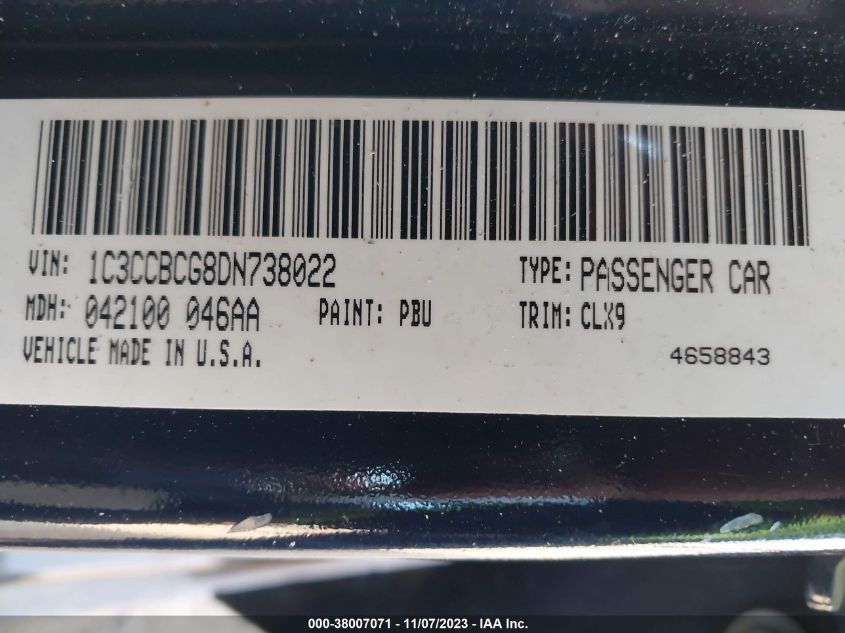 VIN: 1C3CCBCG8DN738022 TYPE: PASSENGER CAR
MDH: 042100 046AA PAINT: PBU TRIM: CLX9
VEHICLE MADE IN U.S.A. 4658843
000-38007071 - 11/07/2023 - IAA Inc.